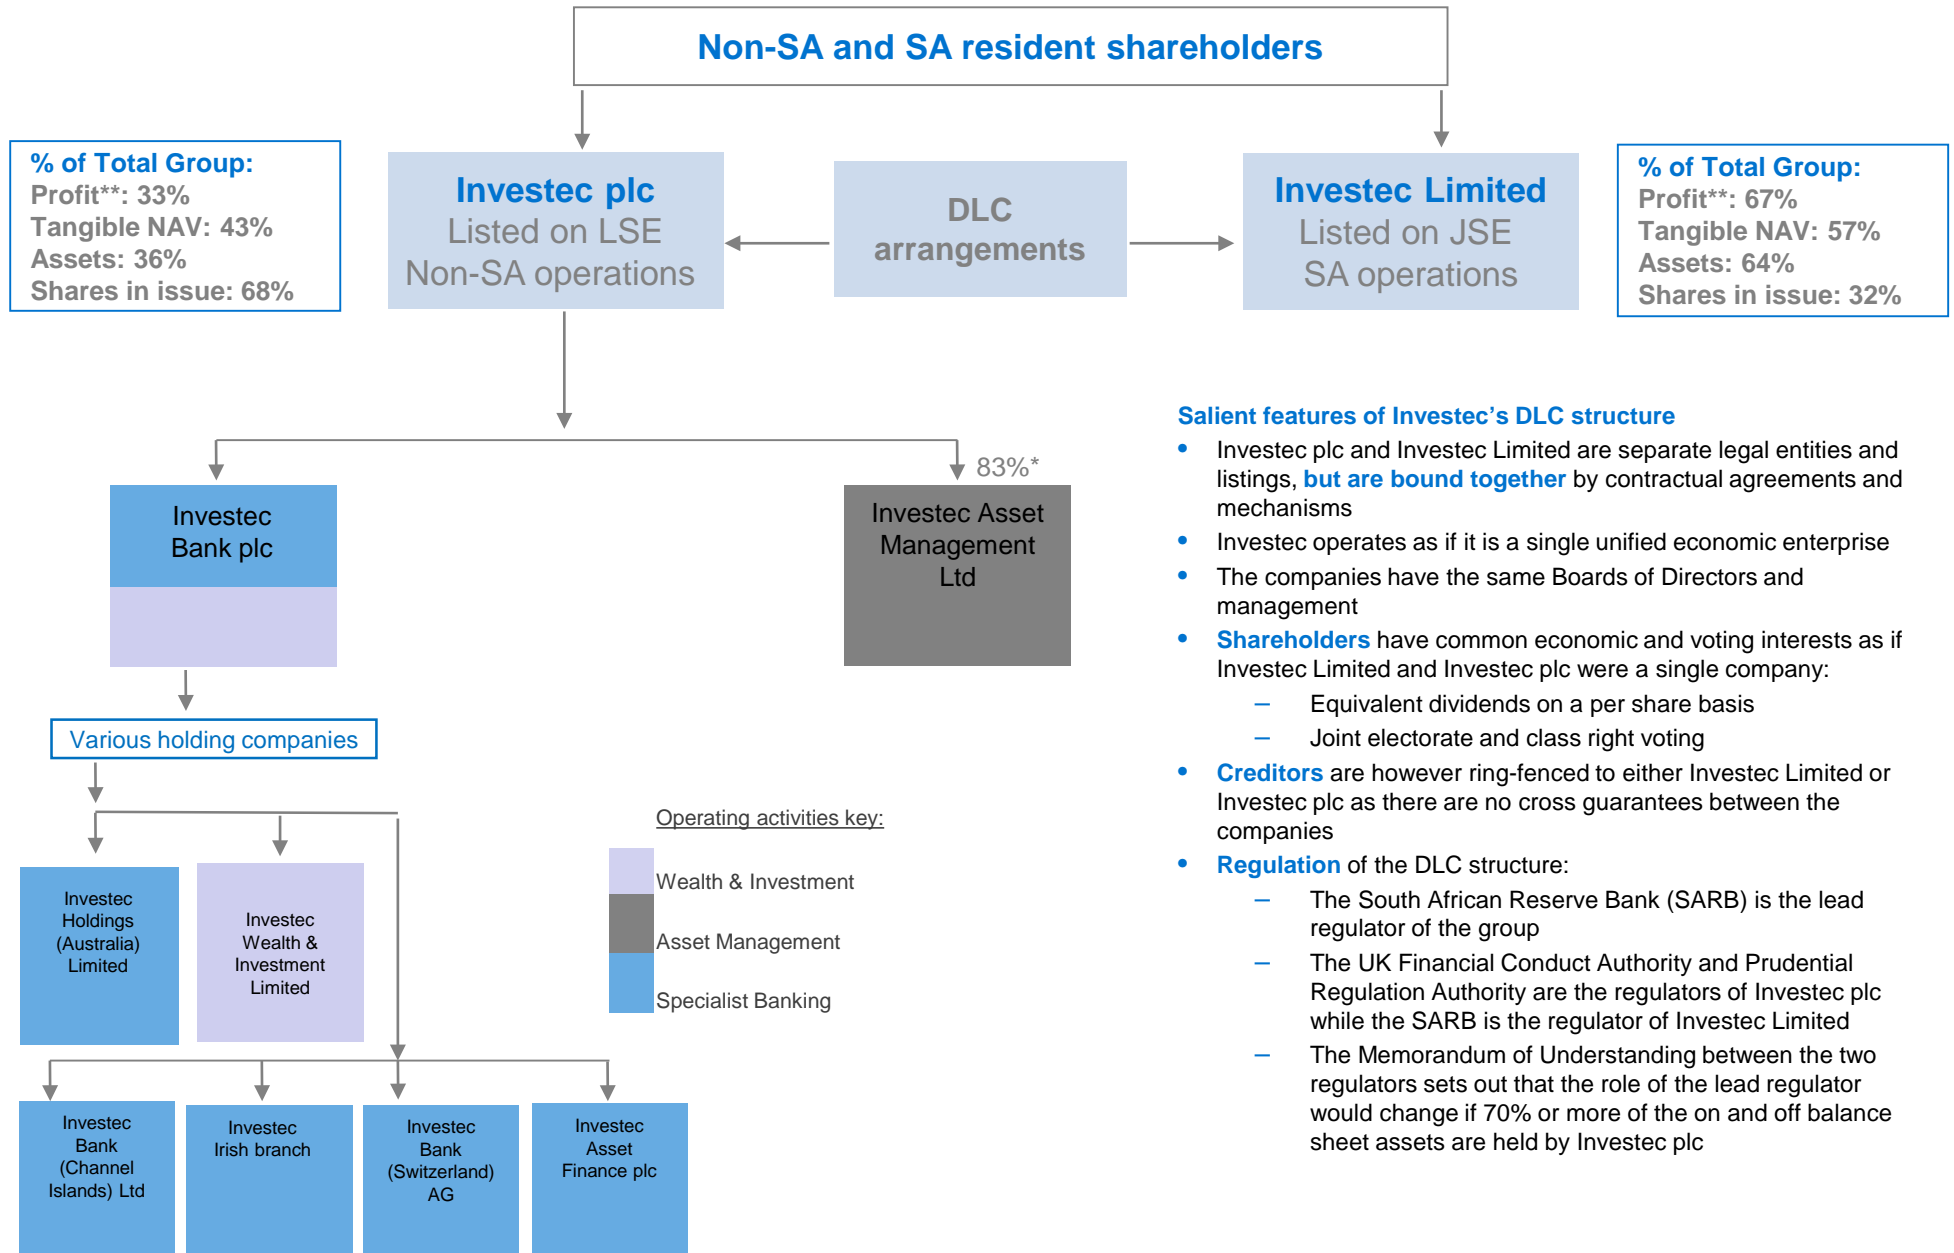 Non-SA and SA resident shareholders
% of Total Group:
Profit**: 33%
Tangible NAV: 43%
Assets: 36%
Shares in issue: 68%
Investec plc
Listed on LSE
Non-SA operations
DLC
arrangements
Investec Limited
Listed on JSE
SA operations
% of Total Group:
Profit**: 67%
Tangible NAV: 57%
Assets: 64%
Shares in issue: 32%
83%*
Investec
Bank plc
Investec Asset
Management
Ltd
Various holding companies
Investec
Holdings
(Australia)
Limited
Investec
Wealth &
Investment
Limited
Investec
Bank
(Channel
Islands) Ltd
Investec
Irish branch
Investec
Bank
(Switzerland)
AG
Investec
Asset
Finance plc
Operating activities key:
Wealth & Investment
Asset Management
Specialist Banking
Salient features of Investec’s DLC structure
• Investec plc and Investec Limited are separate legal entities and
listings, but are bound together by contractual agreements and
mechanisms
• Investec operates as if it is a single unified economic enterprise
• The companies have the same Boards of Directors and
management
• Shareholders have common economic and voting interests as if
Investec Limited and Investec plc were a single company:
– Equivalent dividends on a per share basis
– Joint electorate and class right voting
• Creditors are however ring-fenced to either Investec Limited or
Investec plc as there are no cross guarantees between the
companies
• Regulation of the DLC structure:
– The South African Reserve Bank (SARB) is the lead
regulator of the group
– The UK Financial Conduct Authority and Prudential
Regulation Authority are the regulators of Investec plc
while the SARB is the regulator of Investec Limited
– The Memorandum of Understanding between the two
regulators sets out that the role of the lead regulator
would change if 70% or more of the on and off balance
sheet assets are held by Investec plc